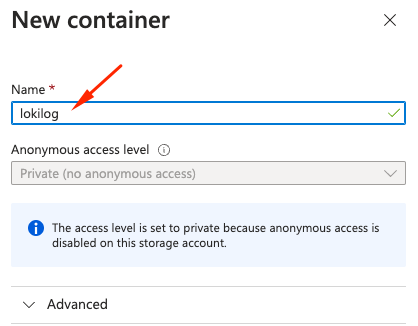 New container
Name *
lokilog
Anonymous access level
Private (no anonymous access)
The access level is set to private because anonymous access is
disabled on this storage account.
Advanced